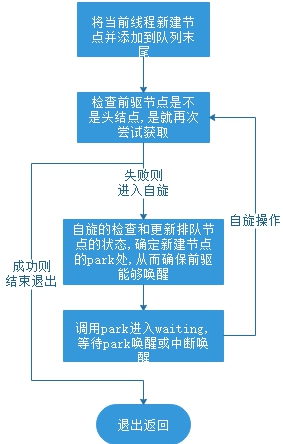 将当前线程新建节
点并添加到队列末
尾
检查前驱节点是不
是头结点,是就再次
尝试获取
失败则
进入自旋
自旋操作
自旋的检查和更新排队节
点的状态,确定新建节点
的park处,从而确保前驱
能够唤醒
成功则
结束退出
调用park进入waiting,
等待park唤醒或中断唤
醒
退出返回